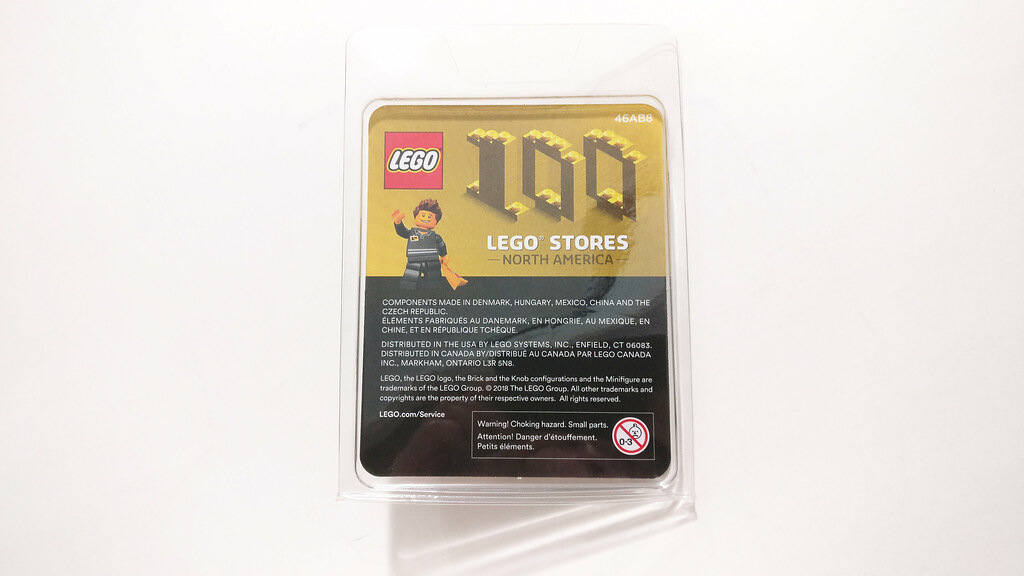 46AB8
LEGO
100
LEGO® STORES
— NORTH AMERICA —
COMPONENTS MADE IN DENMARK, HUNGARY, MEXICO, CHINA AND THE
CZECH REPUBLIC.
ÉLÉMENTS FABRIQUÉS AU DANEMARK, EN HONGRIE, AU MEXIQUE, EN
CHINE, ET EN RÉPUBLIQUE TCHÈQUE.
DISTRIBUTED IN THE USA BY LEGO SYSTEMS, INC., ENFIELD, CT 06083.
DISTRIBUTED IN CANADA BY/DISTRIBUÉ AU CANADA PAR LEGO CANADA
INC., MARKHAM, ONTARIO L3R 5N8.
LEGO, the LEGO logo, the Brick and the Knob configurations and the Minifigure are
trademarks of the LEGO Group. © 2018 The LEGO Group. All other trademarks and
copyrights are the property of their respective owners. All rights reserved.
LEGO.com/Service
Warning! Choking hazard. Small parts.
Attention! Danger d'étouffement.
Petits éléments.
0-3